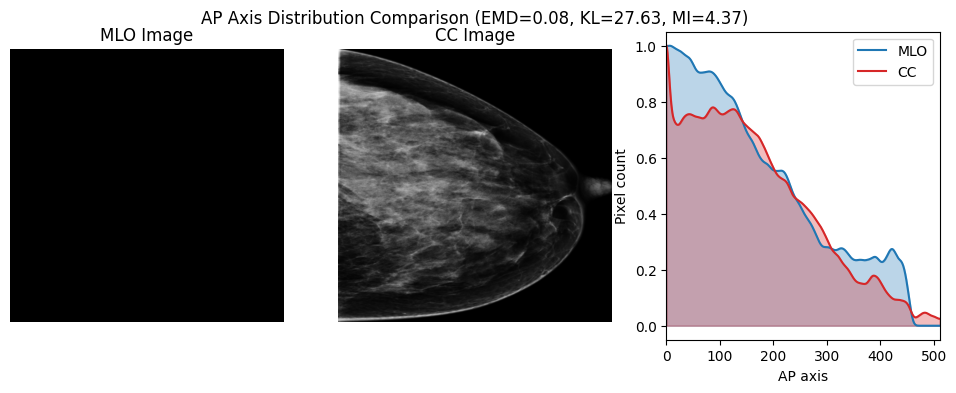 AP Axis Distribution Comparison (EMD=0.08, KL=27.63, MI=4.37)
MLO Image
CC Image
MLO
CC
Pixel count
1.0
0.8
0.6
0.4
0.2
0.0
0 100 200 300 400 500
AP axis